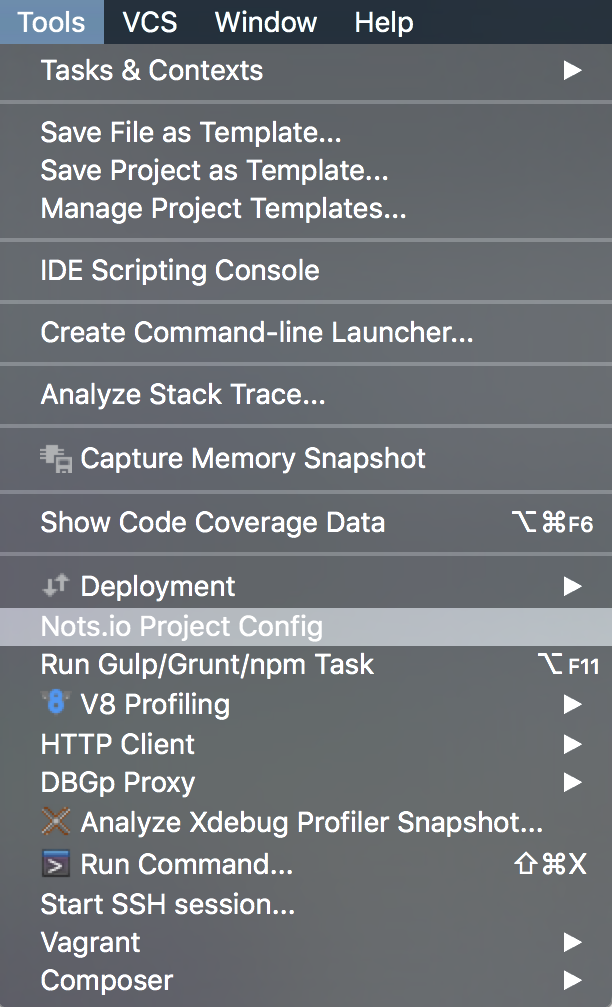 Tools VCS Window Help
Tasks & Contexts
Save File as Template...
Save Project as Template...
Manage Project Templates...
IDE Scripting Console
Create Command-line Launcher...
Analyze Stack Trace...
Capture Memory Snapshot
Show Code Coverage Data ⌥⌘F6
Deployment
Nots.io Project Config
Run Gulp/Grunt/npm Task ⌥F11
V8 Profiling
HTTP Client
DBGp Proxy
Analyze Xdebug Profiler Snapshot...
Run Command... ⇧⌘X
Start SSH session...
Vagrant
Composer